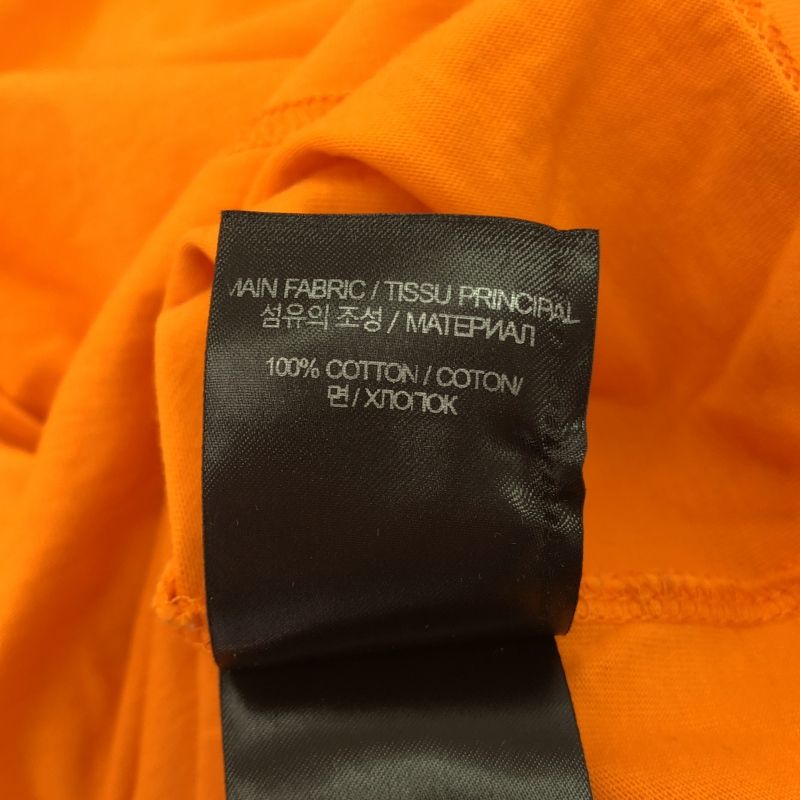 MAIN FABRIC / TISSU PRINCIPAL
섬유의 조성 / МАТЕРИАЛ
100% COTTON / COTON/
면 / ХЛОПОК